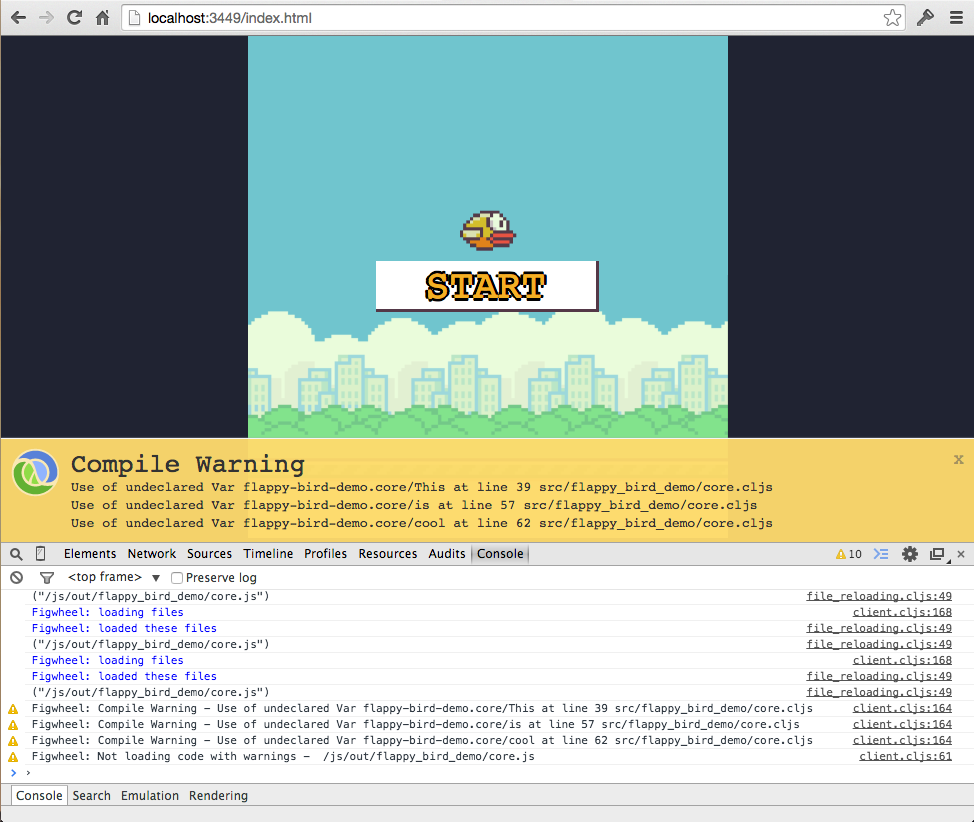 localhost:3449/index.html
START
Compile Warning
x
Use of undeclared Var flappy-bird-demo.core/This at line 39 src/flappy_bird_demo/core.cljs
Use of undeclared Var flappy-bird-demo.core/is at line 57 src/flappy_bird_demo/core.cljs
Use of undeclared Var flappy-bird-demo.core/cool at line 62 src/flappy_bird_demo/core.cljs
Elements Network Sources Timeline Profiles Resources Audits Console 10
<top frame> ▼ Preserve log
("/js/out/flappy_bird_demo/core.js") file_reloading.cljs:49
Figwheel: loading files client.cljs:168
Figwheel: loaded these files file_reloading.cljs:49
("/js/out/flappy_bird_demo/core.js") file_reloading.cljs:49
Figwheel: loading files client.cljs:168
Figwheel: loaded these files file_reloading.cljs:49
("/js/out/flappy_bird_demo/core.js") file_reloading.cljs:49
Figwheel: Compile Warning - Use of undeclared Var flappy-bird-demo.core/This at line 39 src/flappy_bird_demo/core.cljs client.cljs:164
Figwheel: Compile Warning - Use of undeclared Var flappy-bird-demo.core/is at line 57 src/flappy_bird_demo/core.cljs client.cljs:164
Figwheel: Compile Warning - Use of undeclared Var flappy-bird-demo.core/cool at line 62 src/flappy_bird_demo/core.cljs client.cljs:164
Figwheel: Not loading code with warnings - /js/out/flappy_bird_demo/core.js client.cljs:61
Console Search Emulation Rendering